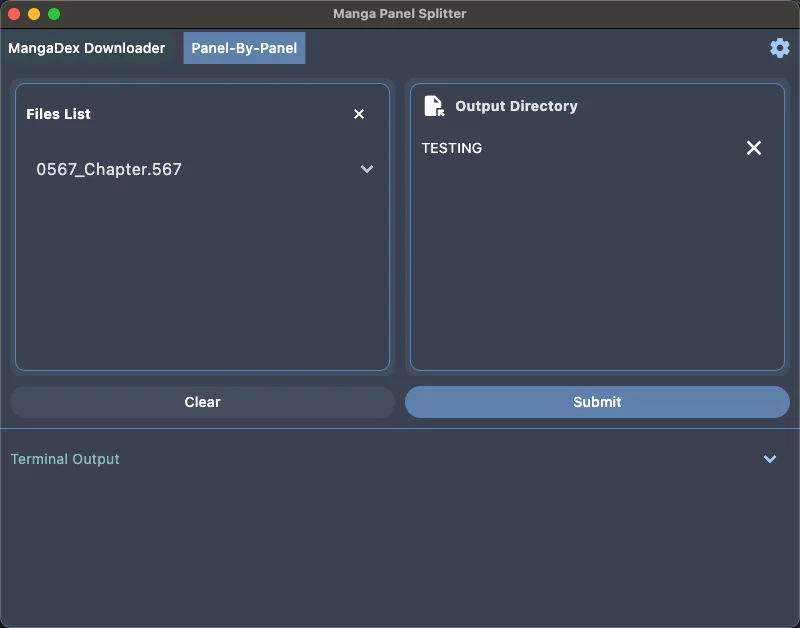 Manga Panel Splitter
MangaDex Downloader
Panel-By-Panel
Files List
0567_Chapter.567
Output Directory
TESTING
Clear
Submit
Terminal Output